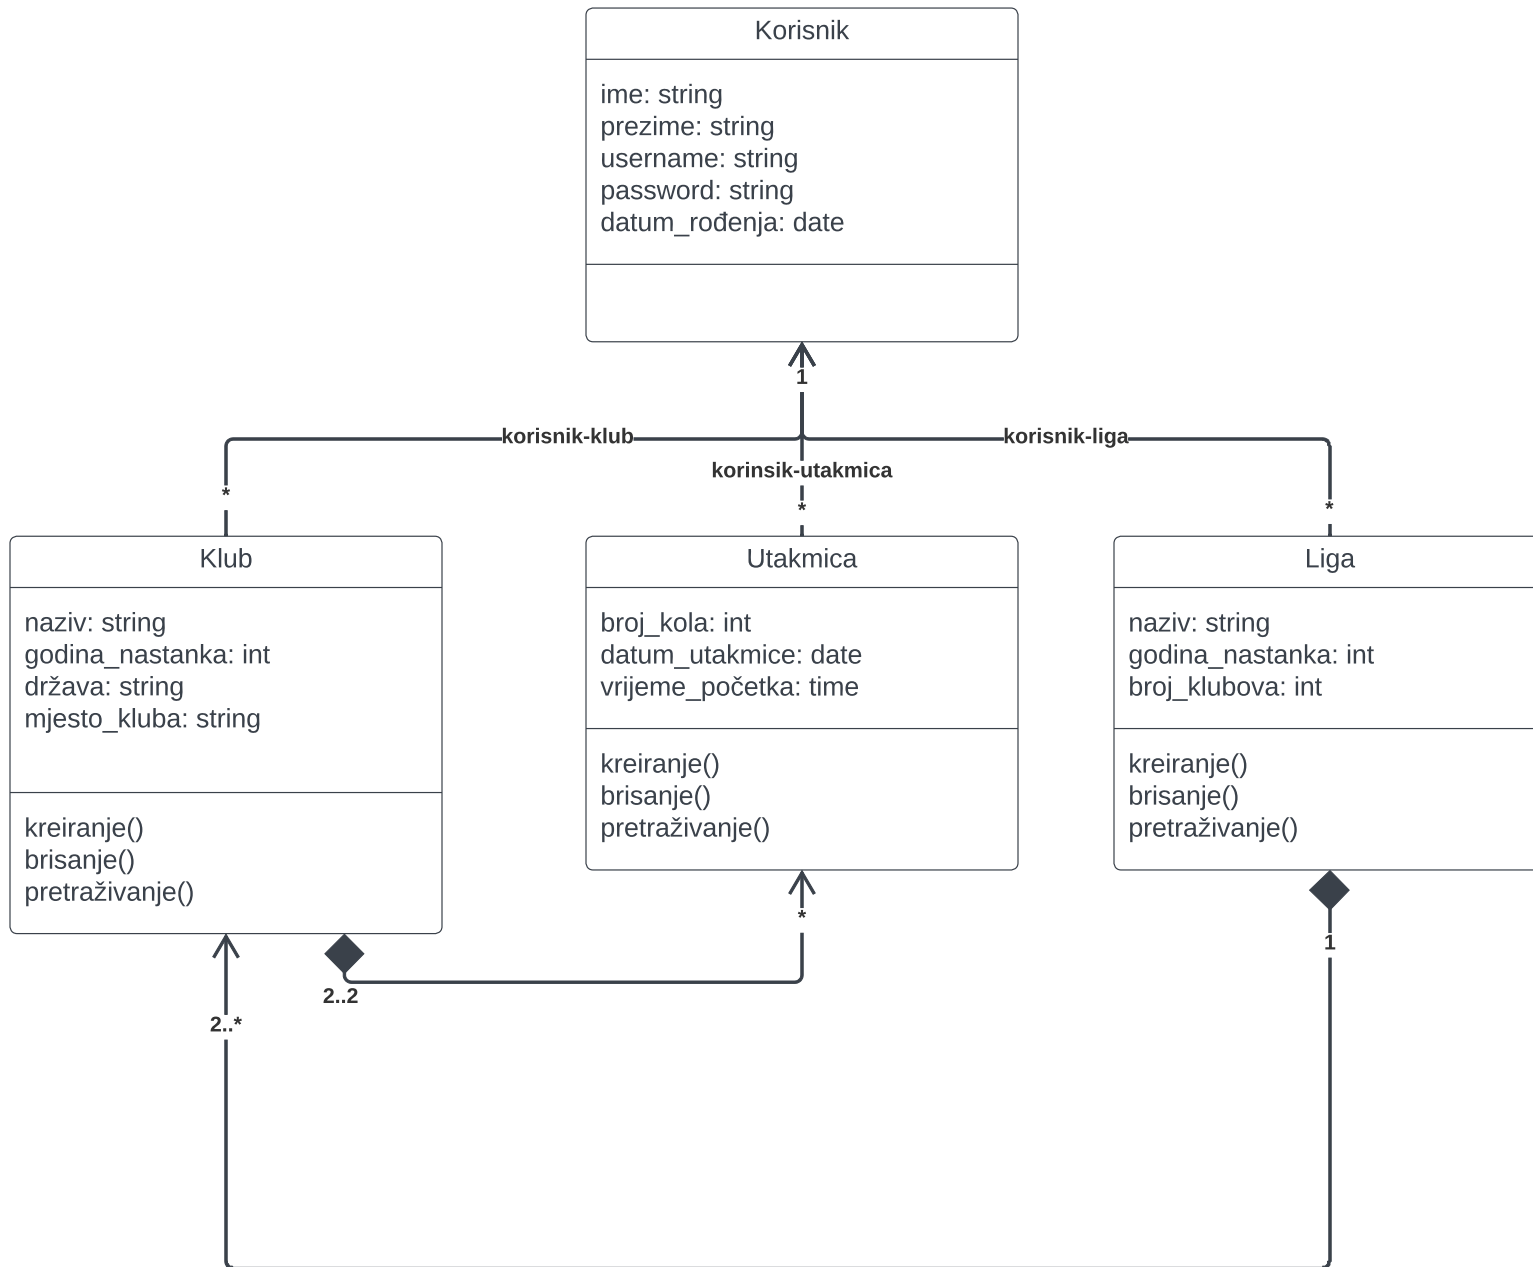 Korisnik
ime: string
prezime: string
username: string
password: string
datum_rođenja: date
1
korisnik-klub
korisnik-liga
korinsik-utakmica
*
*
*
Klub
naziv: string
godina_nastanka: int
država: string
mjesto_kluba: string
kreiranje()
brisanje()
pretraživanje()
Utakmica
broj_kola: int
datum_utakmice: date
vrijeme_početka: time
kreiranje()
brisanje()
pretraživanje()
Liga
naziv: string
godina_nastanka: int
broj_klubova: int
kreiranje()
brisanje()
pretraživanje()
*
1
2..2
2..*